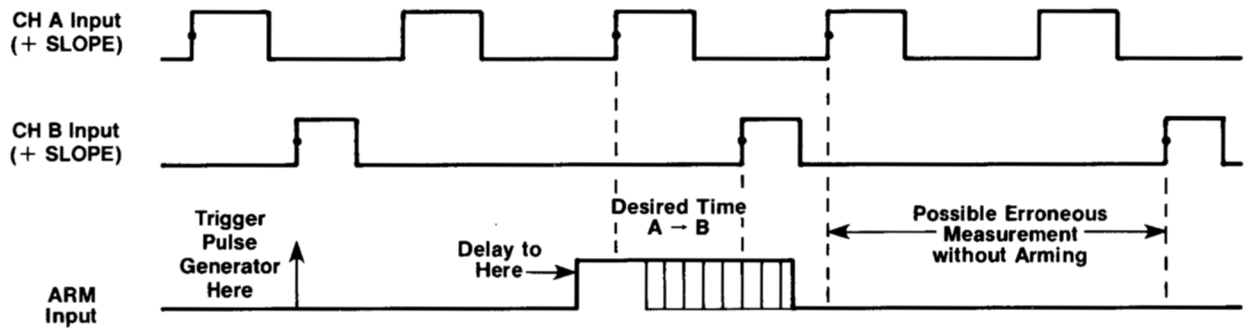 CH A Input
(+ SLOPE)
CH B Input
(+ SLOPE)
Trigger
Pulse
Generator
Here
Delay to
Here
Desired Time
A → B
Possible Erroneous
Measurement
without Arming
ARM
Input